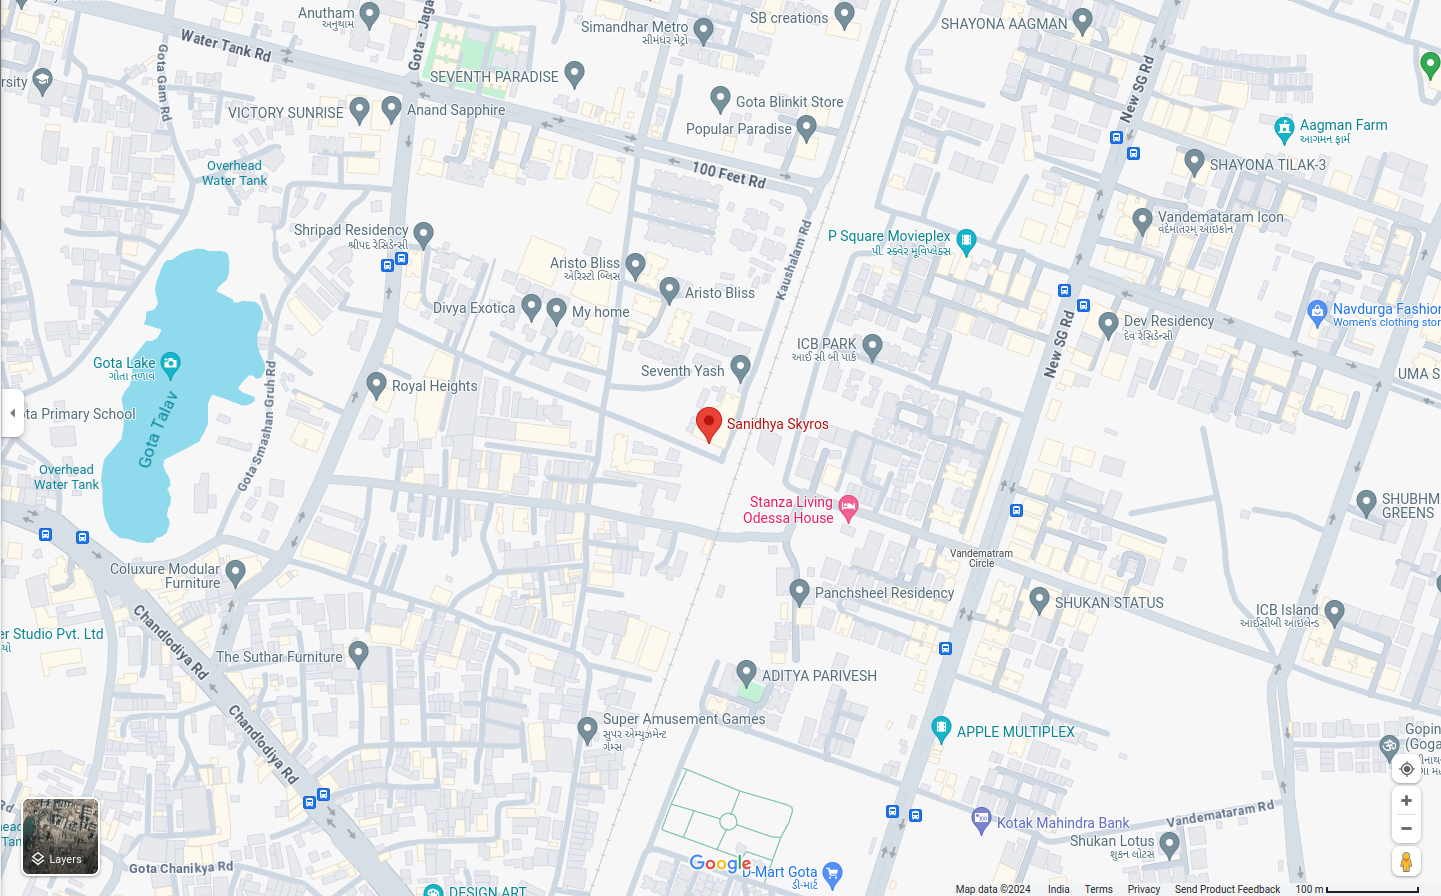 Anutham
અનુથામ
Gota - Jaga
Simandhar Metro
સીમંધર મેટ્રો
SB creations
SHAYONA AAGMAN
Water Tank Rd
Gota Gam Rd
rsity
SEVENTH PARADISE
New SG Rd
VICTORY SUNRISE
Anand Sapphire
Gota Blinkit Store
Popular Paradise
Aagman Farm
આગમન ફાર્મ
Overhead
Water Tank
100 Feet Rd
SHAYONA TILAK-3
Shripad Residency
શ્રીપદ રેસિડેન્સી
Kaushalam Rd
P Square Movieplex
પી. સ્ક્વેર મૂવિપ્લેક્સ
Vandemataram Icon
વંદેમાતરમ્ આઇકોન
Aristo Bliss
એરિસ્ટો બ્લિસ
Aristo Bliss
Divya Exotica
My home
Navdurga Fashion
Women's clothing stor
Dev Residency
દેવ રેસિડેન્સી
New SG Rd
ICB PARK
આઈ સી બી પાર્ક
Gota Lake
ગોતા તળાવ
Gota Talav
Gota Smashan Gruh Rd
Royal Heights
Seventh Yash
UMA S
ota Primary School
Sanidhya Skyros
Overhead
Water Tank
Stanza Living
Odessa House
SHUBHM
GREENS
Vandematram
Circle
Coluxure Modular
Furniture
Panchsheel Residency
SHUKAN STATUS
ICB Island
આઈસીબી આઇલન્ડ
er Studio Pvt. Ltd
યો
Chandlodiya Rd
The Suthar Furniture
ADITYA PARIVESH
Chandlodiya Rd
Super Amusement Games
સુપર એમ્યુઝમેન્ટ
ગેમ્સ
APPLE MULTIPLEX
Gopin
(Goga
Rd
Layers
Kotak Mahindra Bank
Vandemataram Rd
Shukan Lotus
શુકન લોટસ
Gota Chanikya Rd
Google
D-Mart Gota
ડી-માર્ટ
DESIGN ART
Map data ©2024 India Terms Privacy Send Product Feedback 100 m